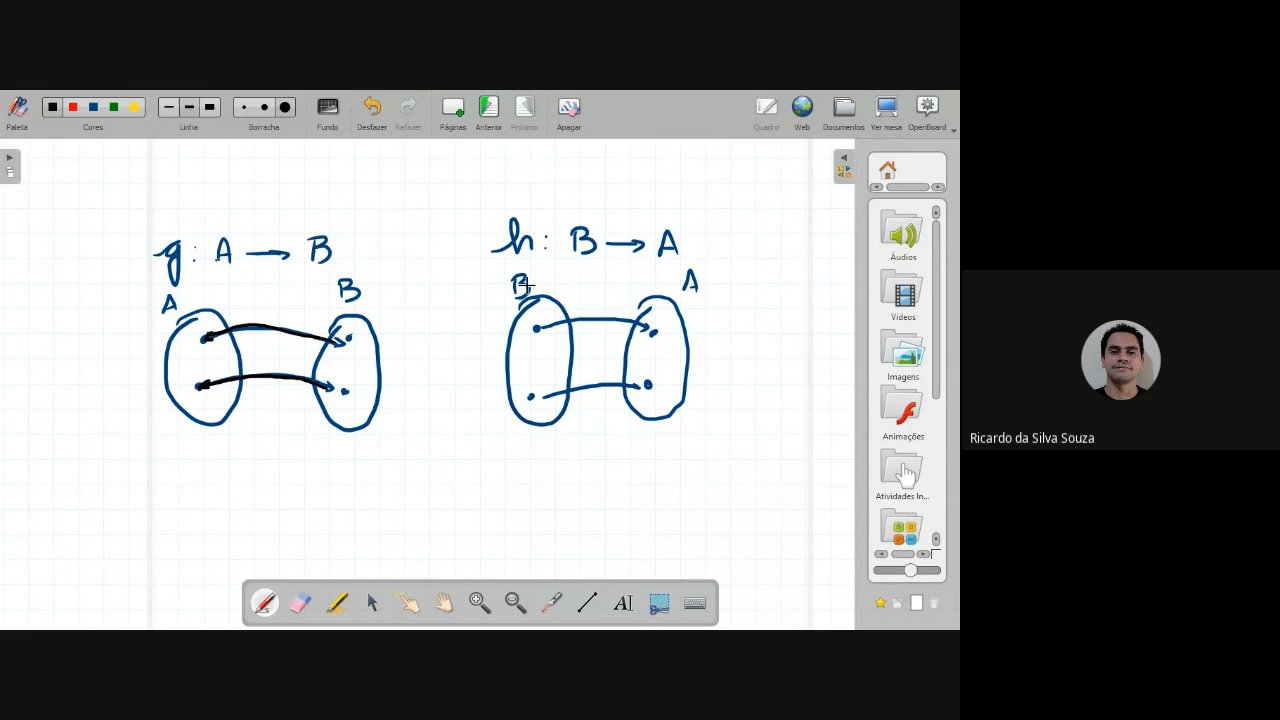 Paleta
Cores
Linha
Borracha
Fundo
Desfazer
Refazer
Páginas
Anterior
Próximo
Apagar
Quadro
Web
Documentos
Ver mesa
OpenBoard
g: A → B
h: B → A
A
B
B
A
Áudios
Vídeos
Imagens
Animações
Atividades In...
AI
Ricardo da Silva Souza